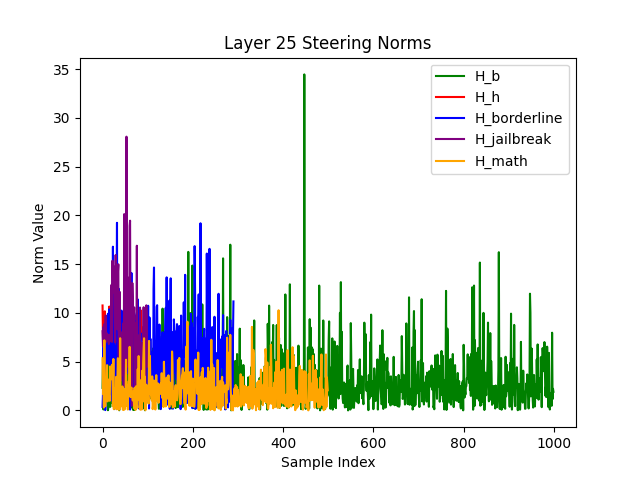 Layer 25 Steering Norms
35
30
25
20
15
10
5
0
Norm Value
0
200
400
600
800
1000
Sample Index
H_b
H_h
H_borderline
H_jailbreak
H_math